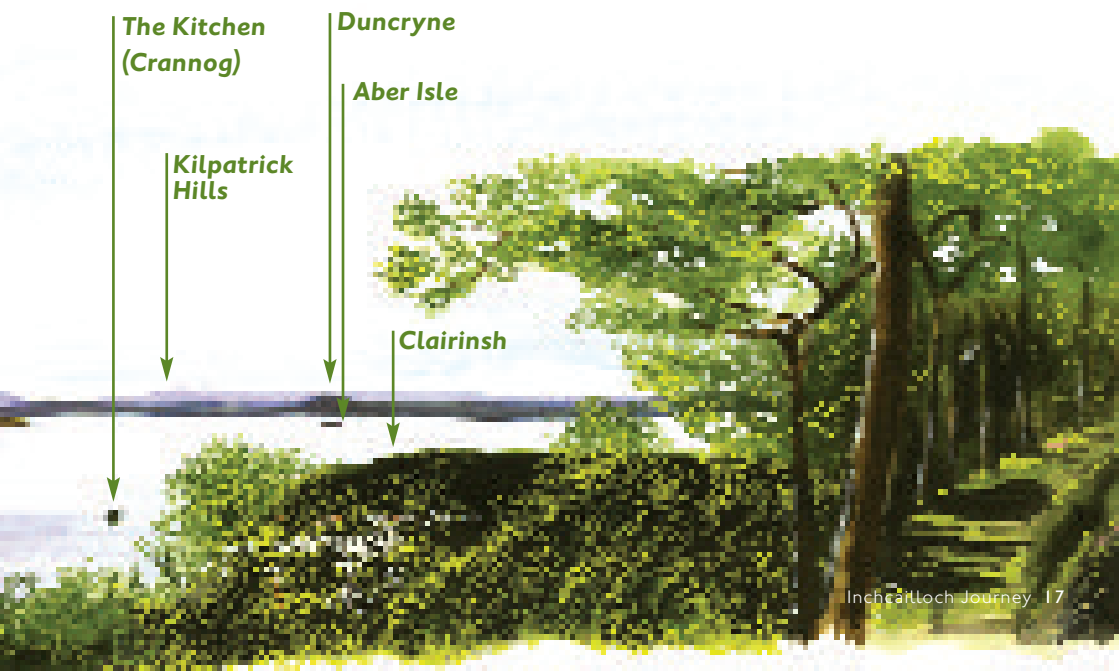 The Kitchen
(Crannog)
Duncryne
Aber Isle
Kilpatrick
Hills
Clairinsh
Inchcailloch Journey 17